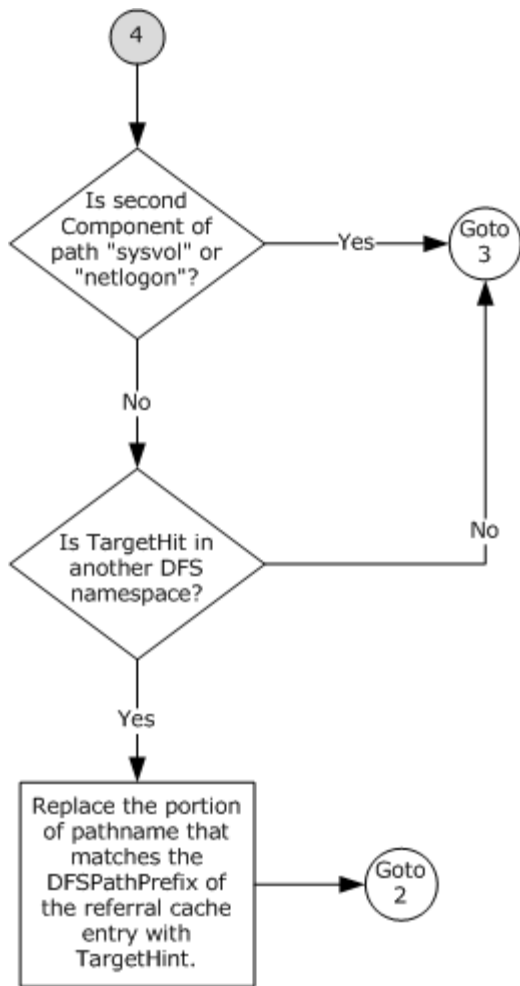 4
Is second
Component of
path "sysvol" or
"netlogon"?
Yes
Goto
3
No
Is TargetHit in
another DFS
namespace?
No
Yes
Replace the portion
of pathname that
matches the
DFSPathPrefix of
the referral cache
entry with
TargetHint.
Goto
2